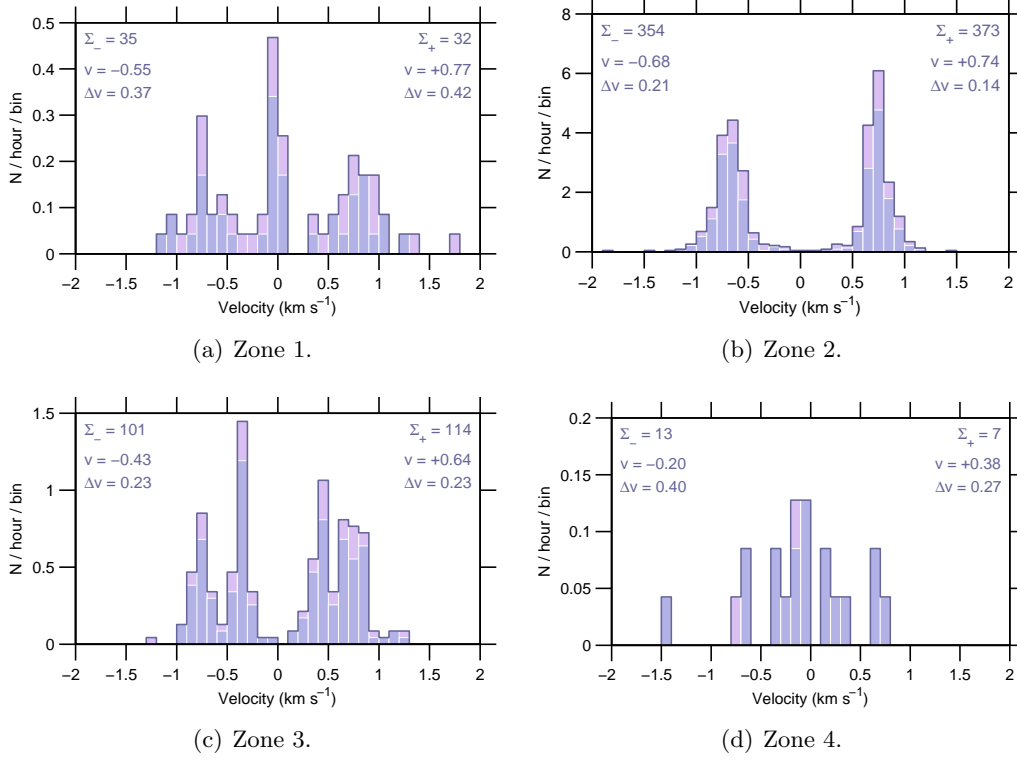 0.5
0.4
0.3
0.2
0.1
0
N / hour / bin
Σ− = 35
v = −0.55
Δv = 0.37
Σ+ = 32
v = +0.77
Δv = 0.42
−2 −1.5 −1 −0.5 0 0.5 1 1.5 2
Velocity (km s⁻¹)
(a) Zone 1.
8
6
4
2
0
N / hour / bin
Σ− = 354
v = −0.68
Δv = 0.21
Σ+ = 373
v = +0.74
Δv = 0.14
−2 −1.5 −1 −0.5 0 0.5 1 1.5 2
Velocity (km s⁻¹)
(b) Zone 2.
1.5
1
0.5
0
N / hour / bin
Σ− = 101
v = −0.43
Δv = 0.23
Σ+ = 114
v = +0.64
Δv = 0.23
−2 −1.5 −1 −0.5 0 0.5 1 1.5 2
Velocity (km s⁻¹)
(c) Zone 3.
0.2
0.15
0.1
0.05
0
N / hour / bin
Σ− = 13
v = −0.20
Δv = 0.40
Σ+ = 7
v = +0.38
Δv = 0.27
−2 −1.5 −1 −0.5 0 0.5 1 1.5 2
Velocity (km s⁻¹)
(d) Zone 4.